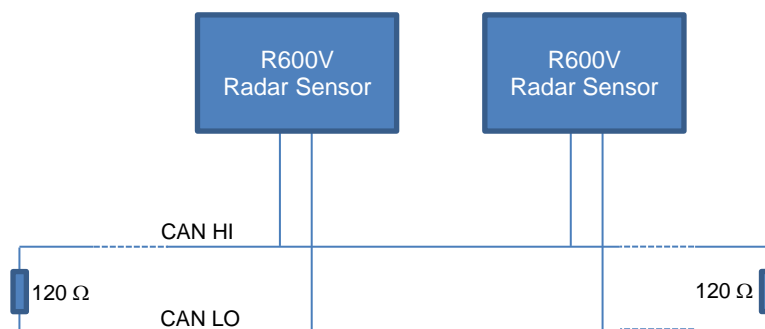 R600V
Radar Sensor
R600V
Radar Sensor
CAN HI
120 Ω
120 Ω
CAN LO